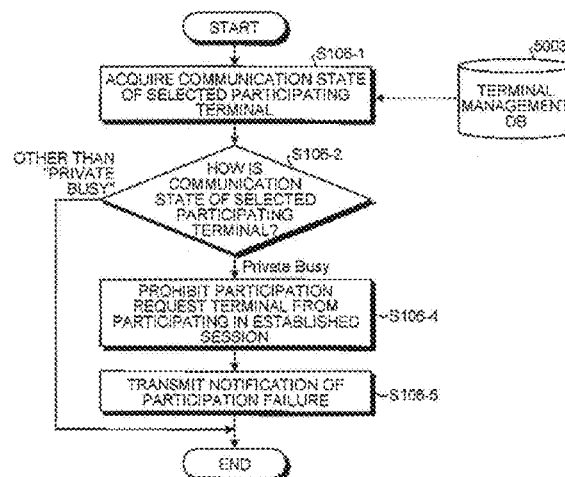 START
S106-1
ACQUIRE COMMUNICATION STATE
OF SELECTED PARTICIPATING
TERMINAL
5003
TERMINAL
MANAGEMENT
DB
S106-2
OTHER THAN
"PRIVATE
BUSY"
HOW IS
COMMUNICATION
STATE OF SELECTED
PARTICIPATING
TERMINAL?
Private Busy
PROHIBIT PARTICIPATION
REQUEST TERMINAL FROM
PARTICIPATING IN ESTABLISHED
SESSION
S106-4
TRANSMIT NOTIFICATION OF
PARTICIPATION FAILURE
S106-5
END